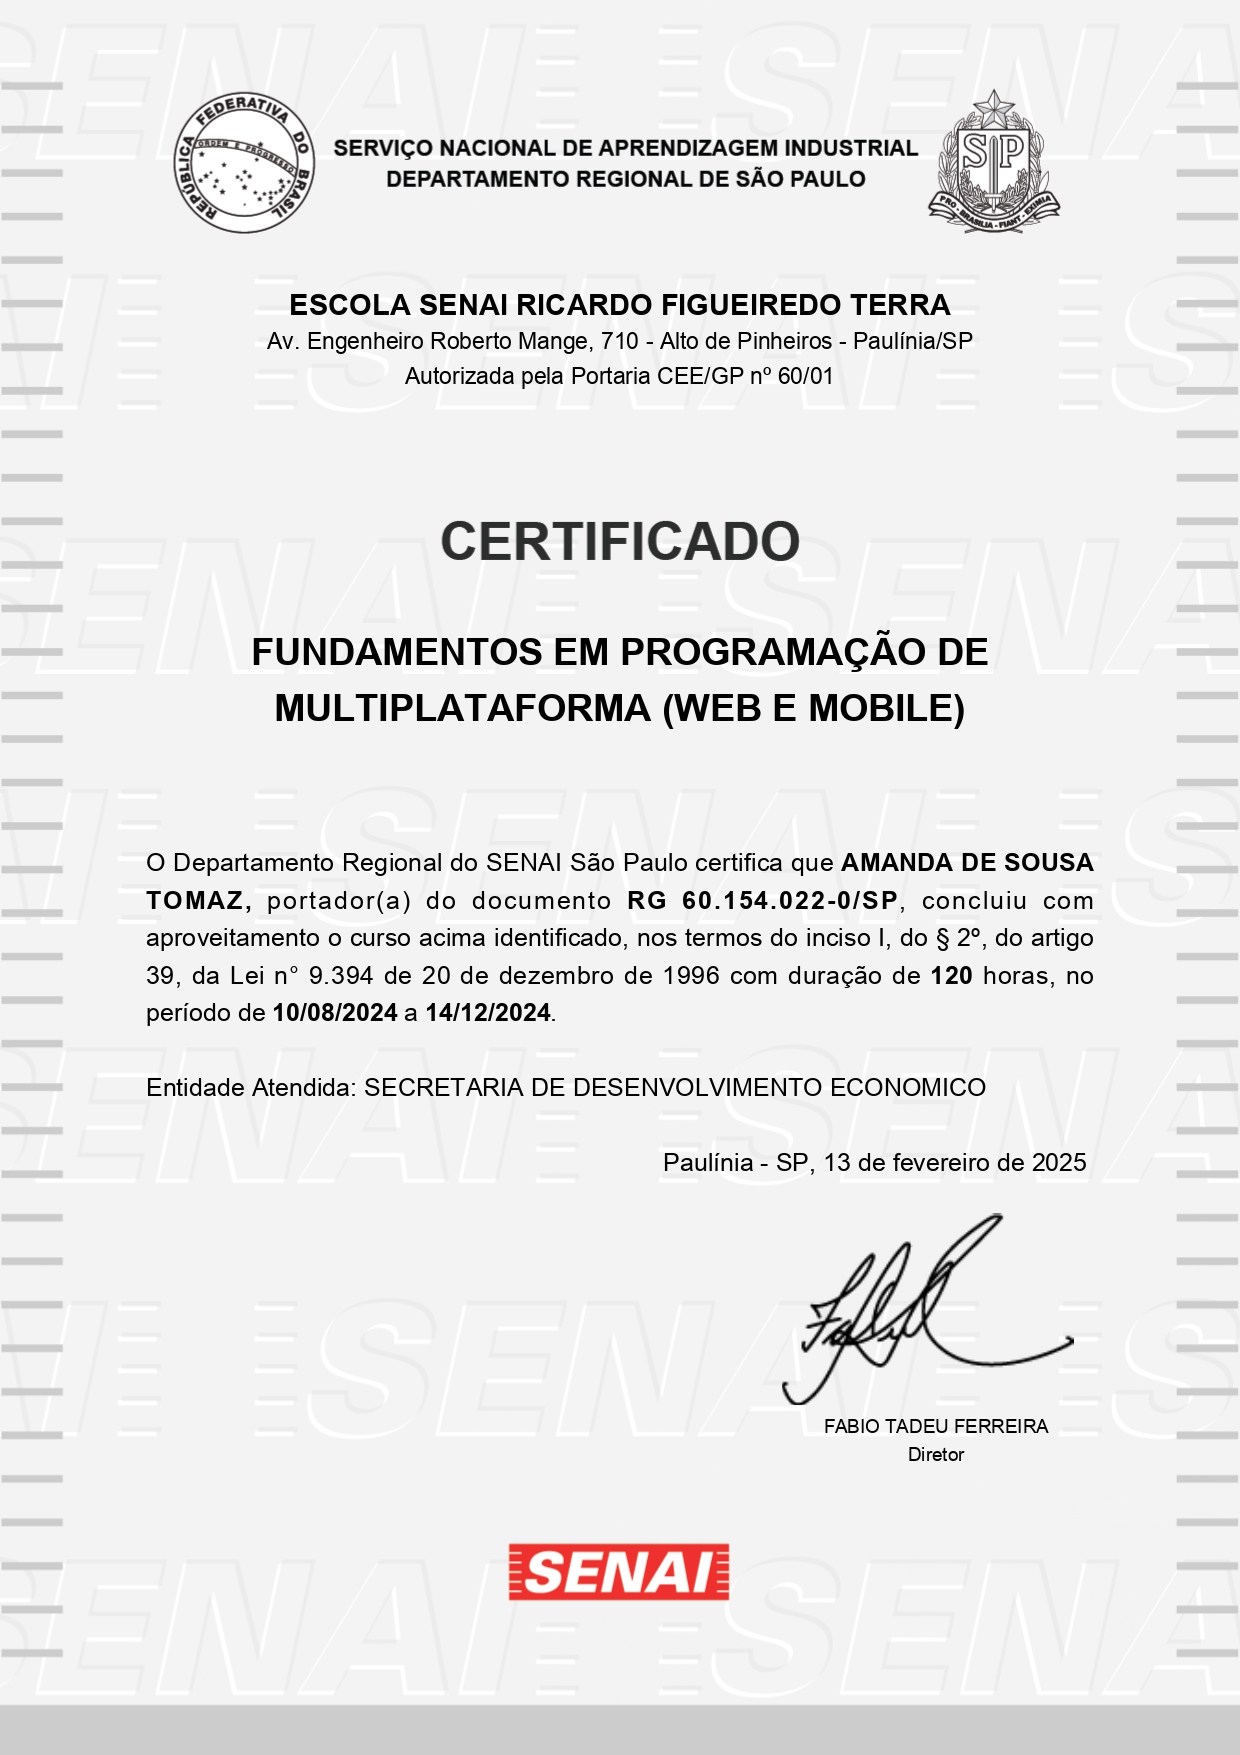 REPÚBLICA FEDERATIVA DO BRASIL
ORDEM E PROGRESSO
SERVIÇO NACIONAL DE APRENDIZAGEM INDUSTRIAL
DEPARTAMENTO REGIONAL DE SÃO PAULO
SP
PRO - BRASILIA - FIANT - EXIMIA
ESCOLA SENAI RICARDO FIGUEIREDO TERRA
Av. Engenheiro Roberto Mange, 710 - Alto de Pinheiros - Paulínia/SP
Autorizada pela Portaria CEE/GP nº 60/01
CERTIFICADO
FUNDAMENTOS EM PROGRAMAÇÃO DE
MULTIPLATAFORMA (WEB E MOBILE)
O Departamento Regional do SENAI São Paulo certifica que AMANDA DE SOUSA
TOMAZ, portador(a) do documento RG 60.154.022-0/SP, concluiu com
aproveitamento o curso acima identificado, nos termos do inciso I, do § 2º, do artigo
39, da Lei n° 9.394 de 20 de dezembro de 1996 com duração de 120 horas, no
período de 10/08/2024 a 14/12/2024.
Entidade Atendida: SECRETARIA DE DESENVOLVIMENTO ECONOMICO
Paulínia - SP, 13 de fevereiro de 2025
FABIO TADEU FERREIRA
Diretor
SENAI